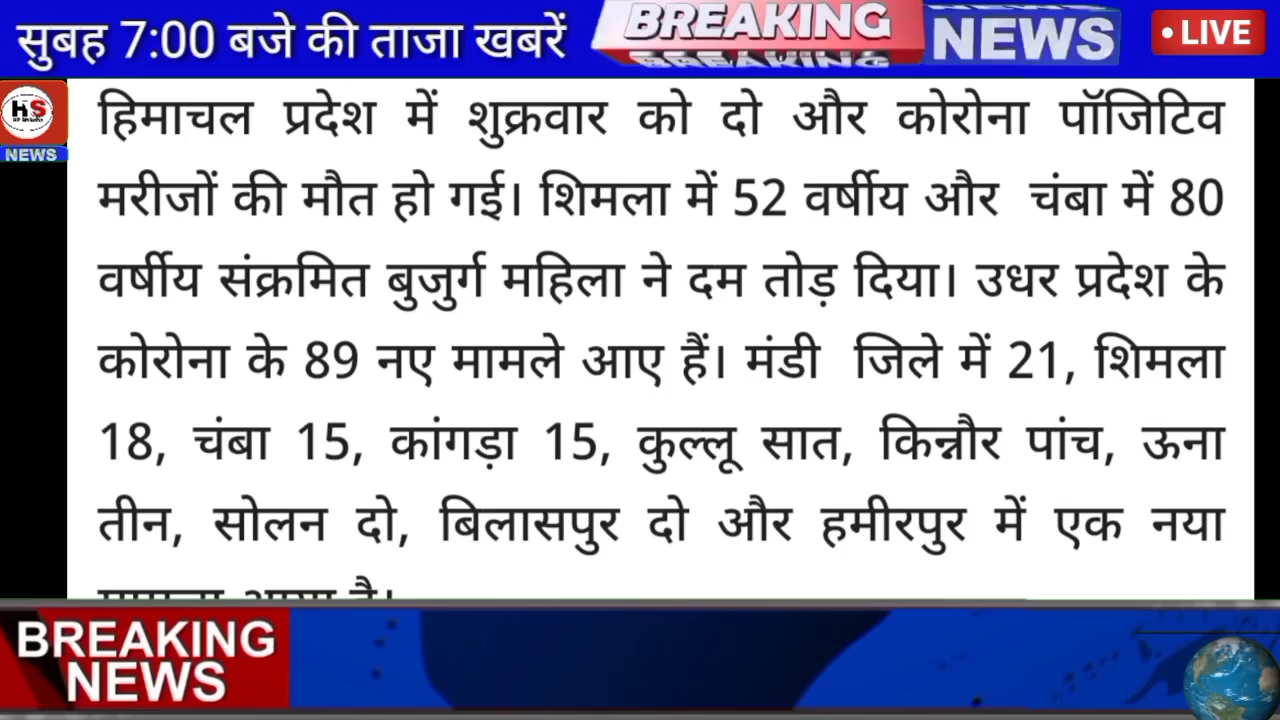 सुबह 7:00 बजे की ताजा खबरें
BREAKING NEWS
• LIVE
HS
NEWS
हिमाचल प्रदेश में शुक्रवार को दो और कोरोना पॉजिटिव
मरीजों की मौत हो गई। शिमला में 52 वर्षीय और चंबा में 80
वर्षीय संक्रमित बुजुर्ग महिला ने दम तोड़ दिया। उधर प्रदेश के
कोरोना के 89 नए मामले आए हैं। मंडी जिले में 21, शिमला
18, चंबा 15, कांगड़ा 15, कुल्लू सात, किन्नौर पांच, ऊना
तीन, सोलन दो, बिलासपुर दो और हमीरपुर में एक नया
BREAKING
NEWS